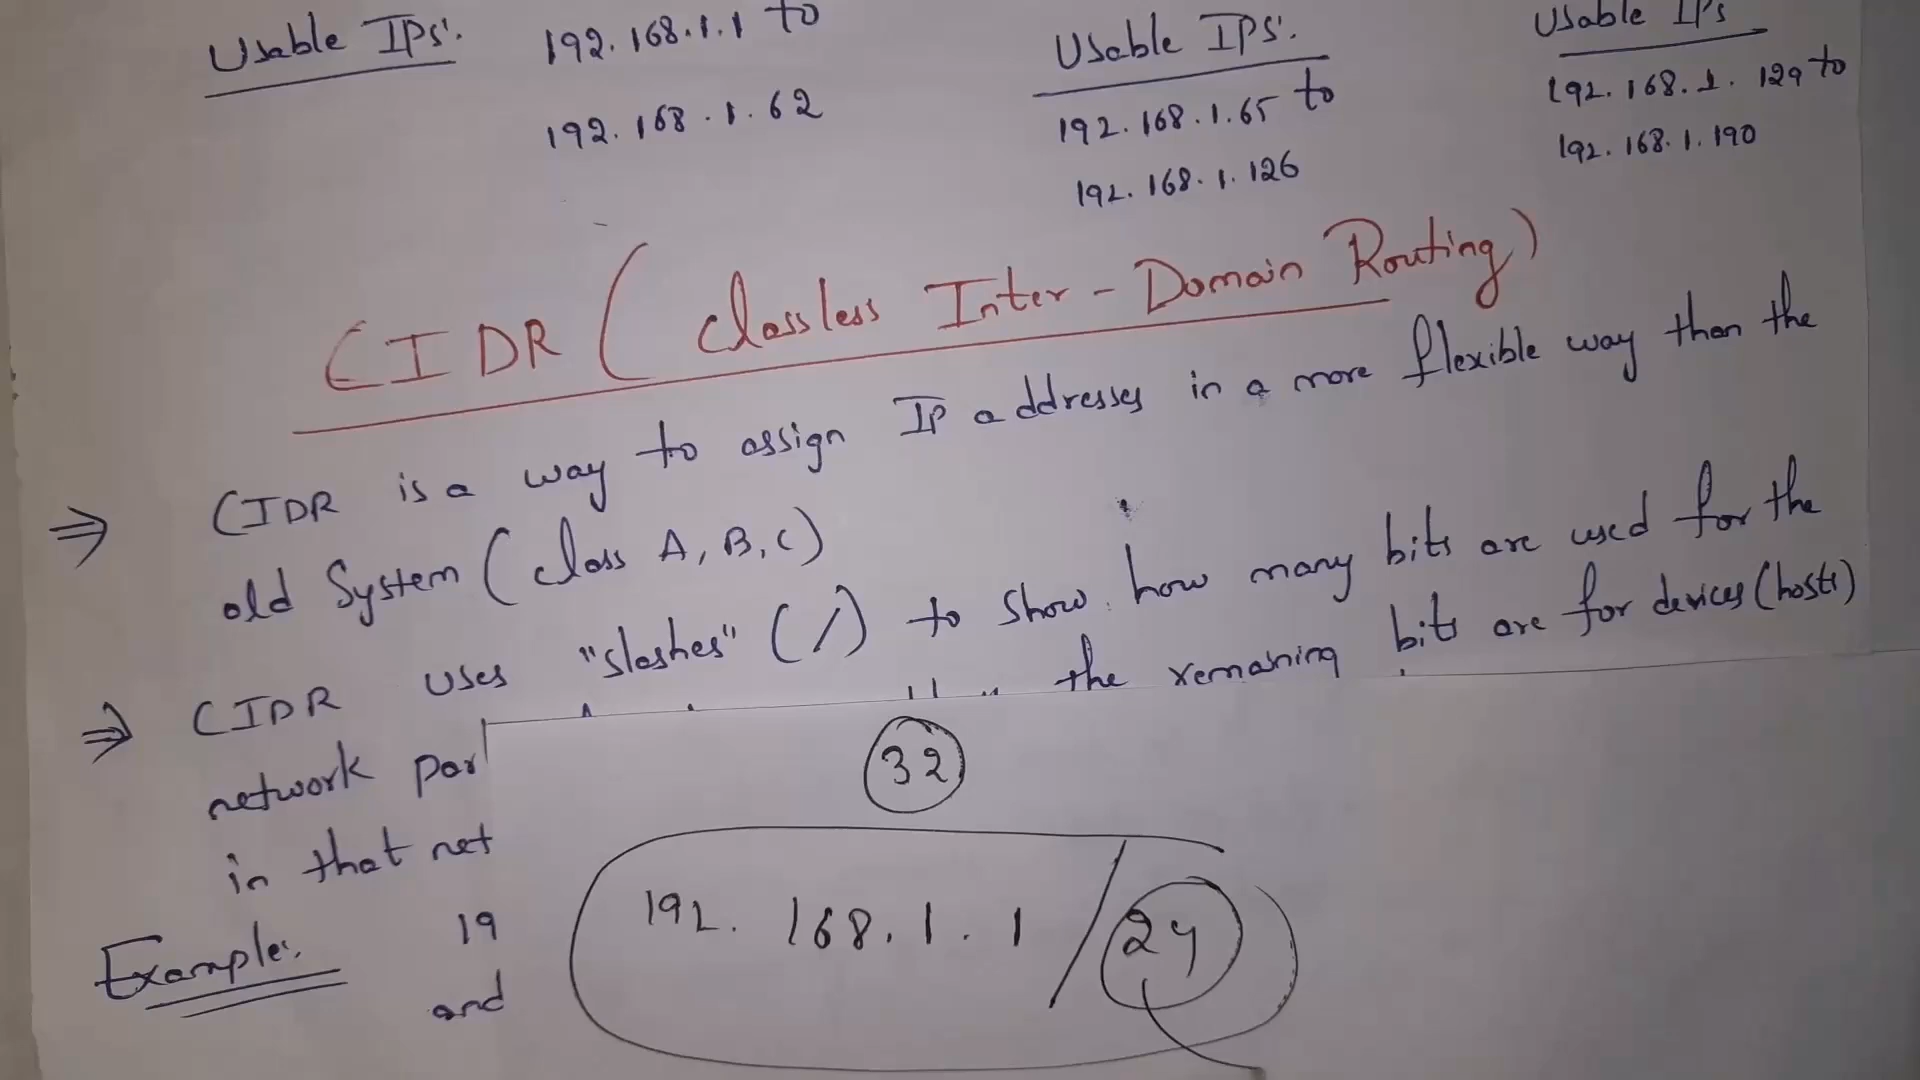 Usable IPs:
192.168.1.1 to
192.168.1.62
Usable IPs:
192.168.1.65 to
192.168.1.126
Usable IPs
192.168.1.129 to
192.168.1.190
CIDR (Classless Inter-Domain Routing)
⇒ CIDR is a way to assign IP addresses in a more flexible way than the
old System (class A, B, C)
⇒ CIDR uses "slashes" (/) to show how many bits are used for the
network par
the remaining bits are for devices (hosts)
in that net
Example: 19
and
32
192.168.1.1/24